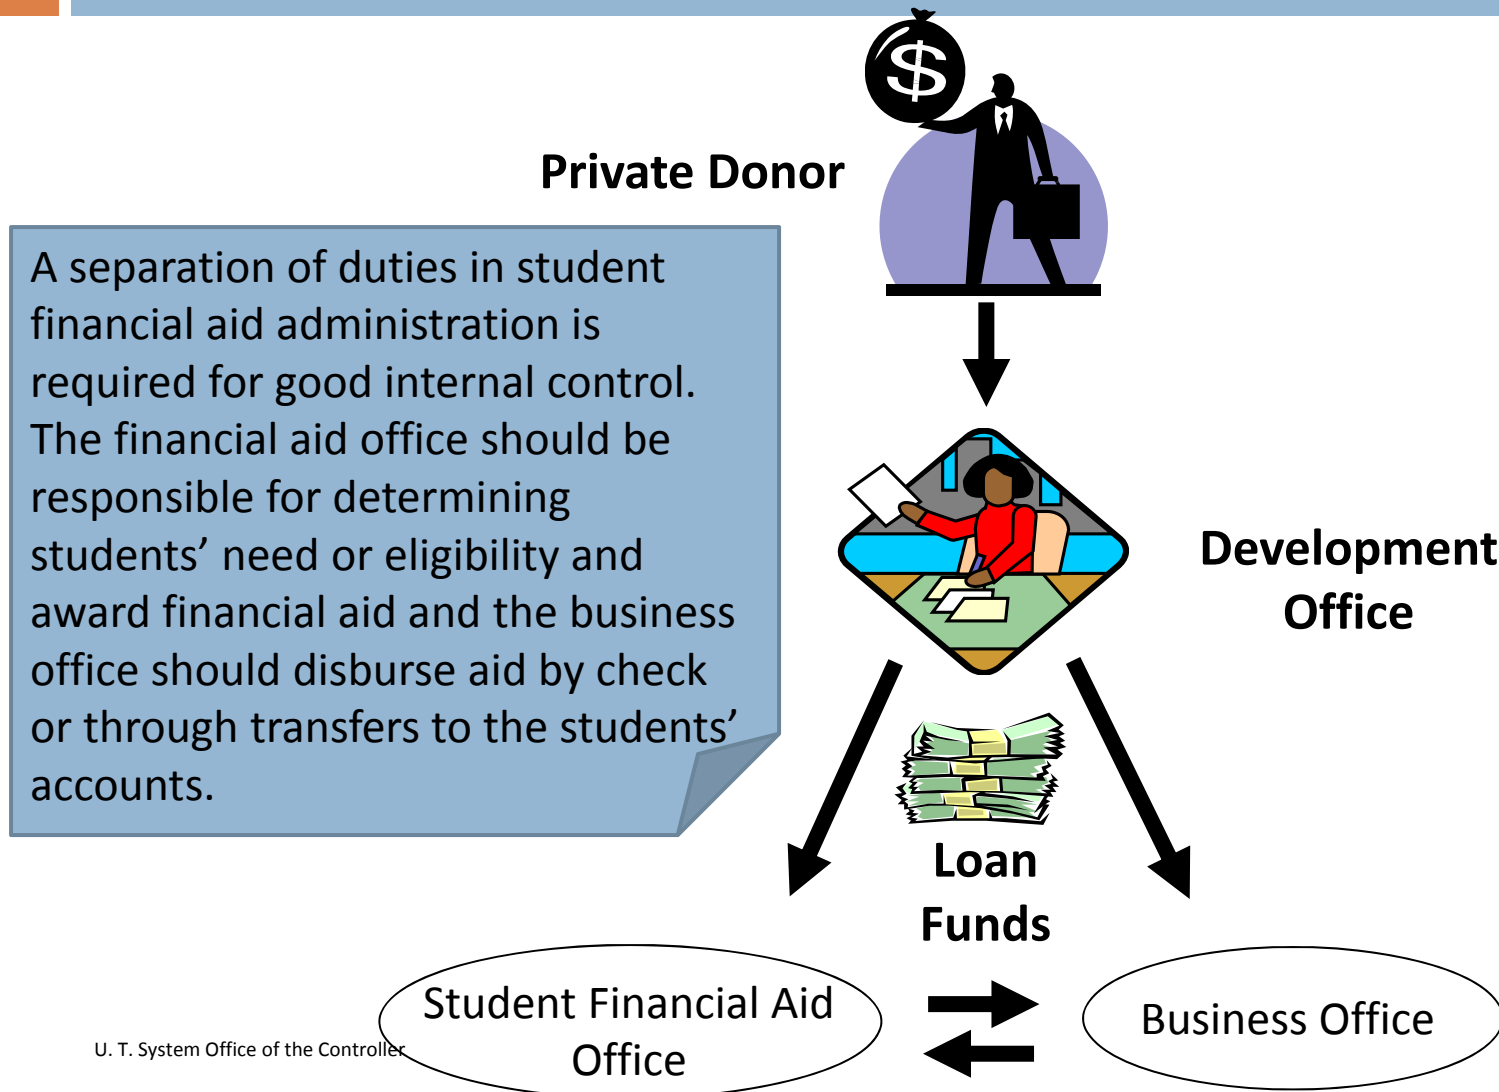 $
Private Donor
A separation of duties in student
financial aid administration is
required for good internal control.
The financial aid office should be
responsible for determining
students’ need or eligibility and
award financial aid and the business
office should disburse aid by check
or through transfers to the students’
accounts.
Development
Office
Loan
Funds
Student Financial Aid
Office
Business Office
U. T. System Office of the Controller